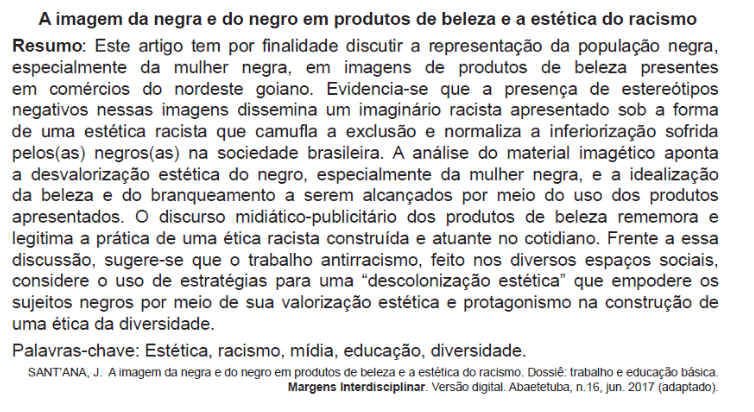 A imagem da negra e do negro em produtos de beleza e a estética do racismo
Resumo: Este artigo tem por finalidade discutir a representação da população negra,
especialmente da mulher negra, em imagens de produtos de beleza presentes
em comércios do nordeste goiano. Evidencia-se que a presença de estereótipos
negativos nessas imagens dissemina um imaginário racista apresentado sob a forma
de uma estética racista que camufla a exclusão e normaliza a inferiorização sofrida
pelos(as) negros(as) na sociedade brasileira. A análise do material imagético aponta
a desvalorização estética do negro, especialmente da mulher negra, e a idealização
da beleza e do branqueamento a serem alcançados por meio do uso dos produtos
apresentados. O discurso midiático-publicitário dos produtos de beleza rememora e
legitima a prática de uma ética racista construída e atuante no cotidiano. Frente a essa
discussão, sugere-se que o trabalho antirracismo, feito nos diversos espaços sociais,
considere o uso de estratégias para uma “descolonização estética” que empodere os
sujeitos negros por meio de sua valorização estética e protagonismo na construção de
uma ética da diversidade.
Palavras-chave: Estética, racismo, mídia, educação, diversidade.
SANT’ANA, J. A imagem da negra e do negro em produtos de beleza e a estética do racismo. Dossiê: trabalho e educação básica.
Margens Interdisciplinar. Versão digital. Abaetetuba, n.16, jun. 2017 (adaptado).